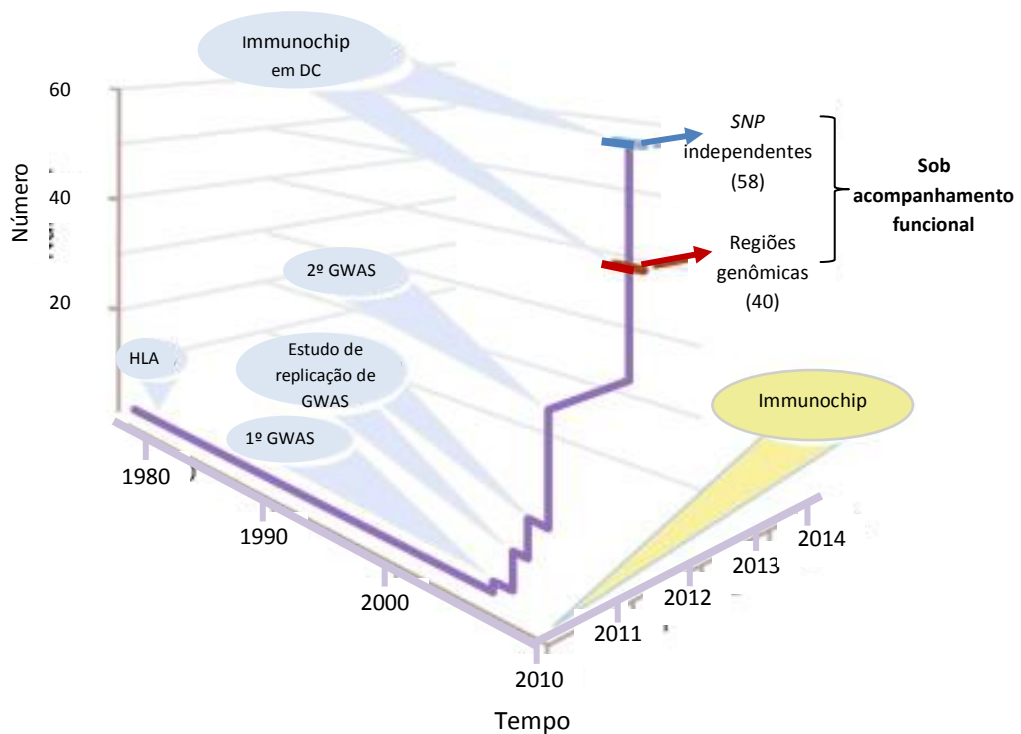 Immunochip
em DC
60
40
20
Número
SNP
independentes
(58)
Regiões
genômicas
(40)
Sob
acompanhamento
funcional
2º GWAS
HLA
Estudo de
replicação de
GWAS
1º GWAS
Immunochip
1980
1990
2000
2010
2011
2012
2013
2014
Tempo